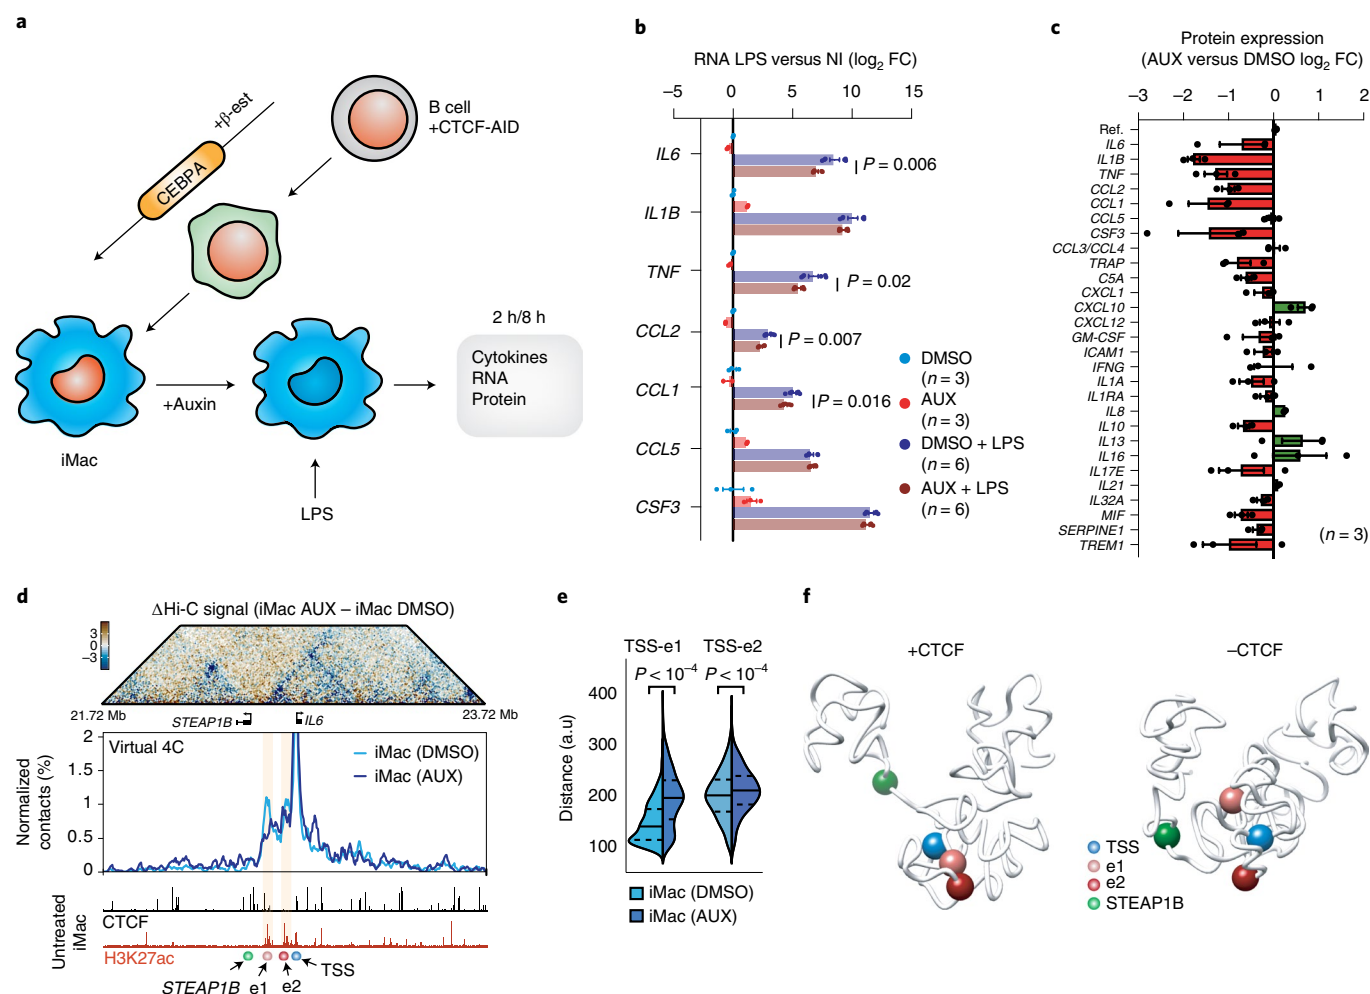 a
B cell
+CTCF-AID
+β-est
CEBPA
iMac
+Auxin
LPS
2 h/8 h
Cytokines
RNA
Protein
b
RNA LPS versus NI (log2 FC)
−5 0 5 10 15
IL6
P = 0.006
IL1B
TNF
P = 0.02
CCL2
P = 0.007
CCL1
P = 0.016
CCL5
CSF3
DMSO
(n = 3)
AUX
(n = 3)
DMSO + LPS
(n = 6)
AUX + LPS
(n = 6)
c
Protein expression
(AUX versus DMSO log2 FC)
−3 −2 −1 0 1 2
Ref.
IL6
IL1B
TNF
CCL2
CCL1
CCL5
CSF3
CCL3/CCL4
TRAP
C5A
CXCL1
CXCL10
CXCL12
GM-CSF
ICAM1
IFNG
IL1A
IL1RA
IL8
IL10
IL13
IL16
IL17E
IL21
IL32A
MIF
SERPINE1
TREM1
(n = 3)
d
ΔHi-C signal (iMac AUX – iMac DMSO)
3
0
−3
21.72 Mb
STEAP1B
IL6
23.72 Mb
Virtual 4C
iMac (DMSO)
iMac (AUX)
Normalized
contacts (%)
2
1
0.5
0
Untreated
iMac
CTCF
H3K27ac
STEAP1B
e1
e2
TSS
e
TSS-e1 TSS-e2
P < 10−4 P < 10−4
Distance (a.u)
400
300
200
100
iMac (DMSO)
iMac (AUX)
f
+CTCF
−CTCF
TSS
e1
e2
STEAP1B